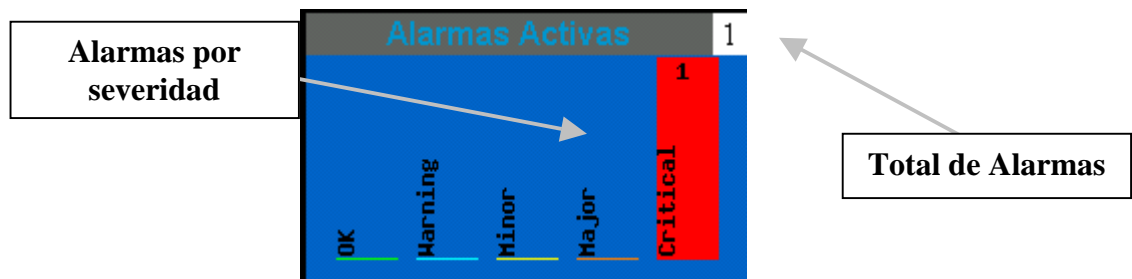 Alarmas por
severidad
Alarmas Activas
1
1
OK
Warning
Minor
Major
Critical
Total de Alarmas